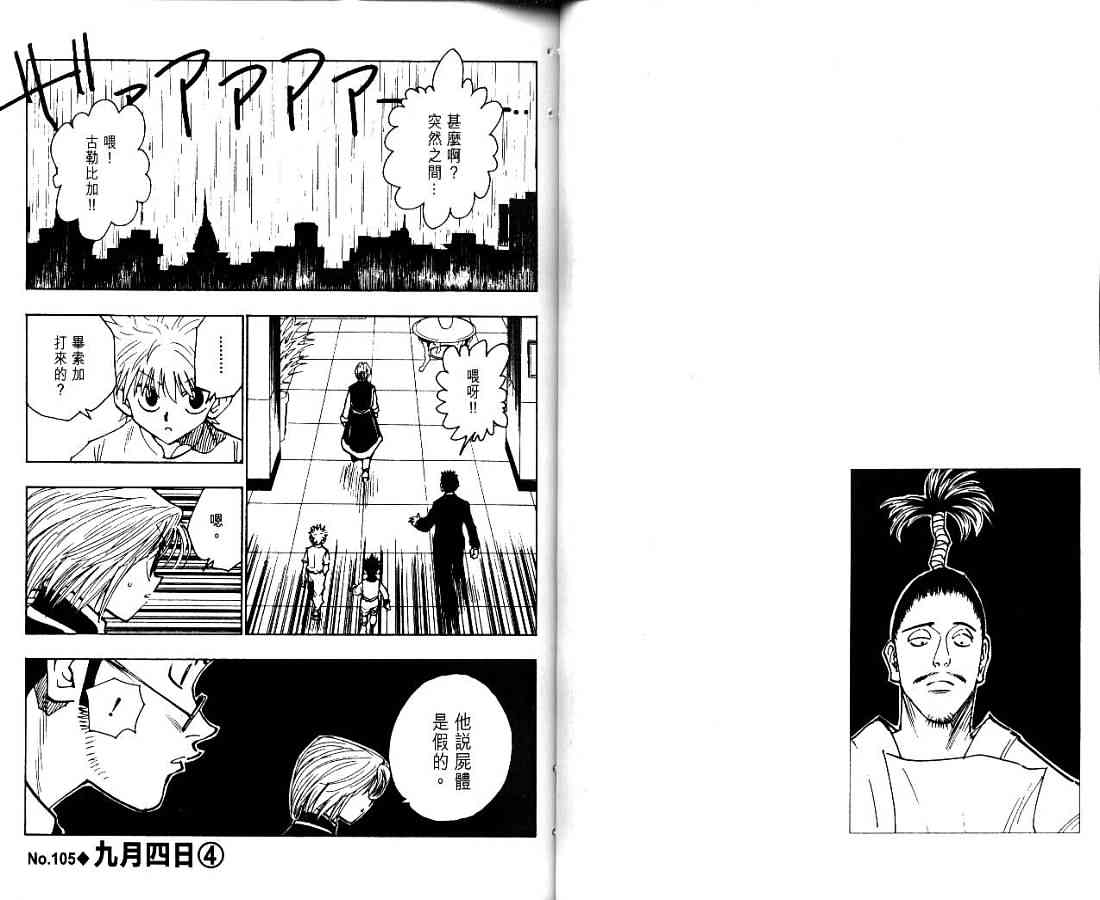 ザァアアアアー…
甚麼啊?
突然之間…
喂!
古勒比加!!
喂呀!!
………
畢索加
打來的?
嗯。
他說屍體
是假的。
!
No.105◆九月四日④